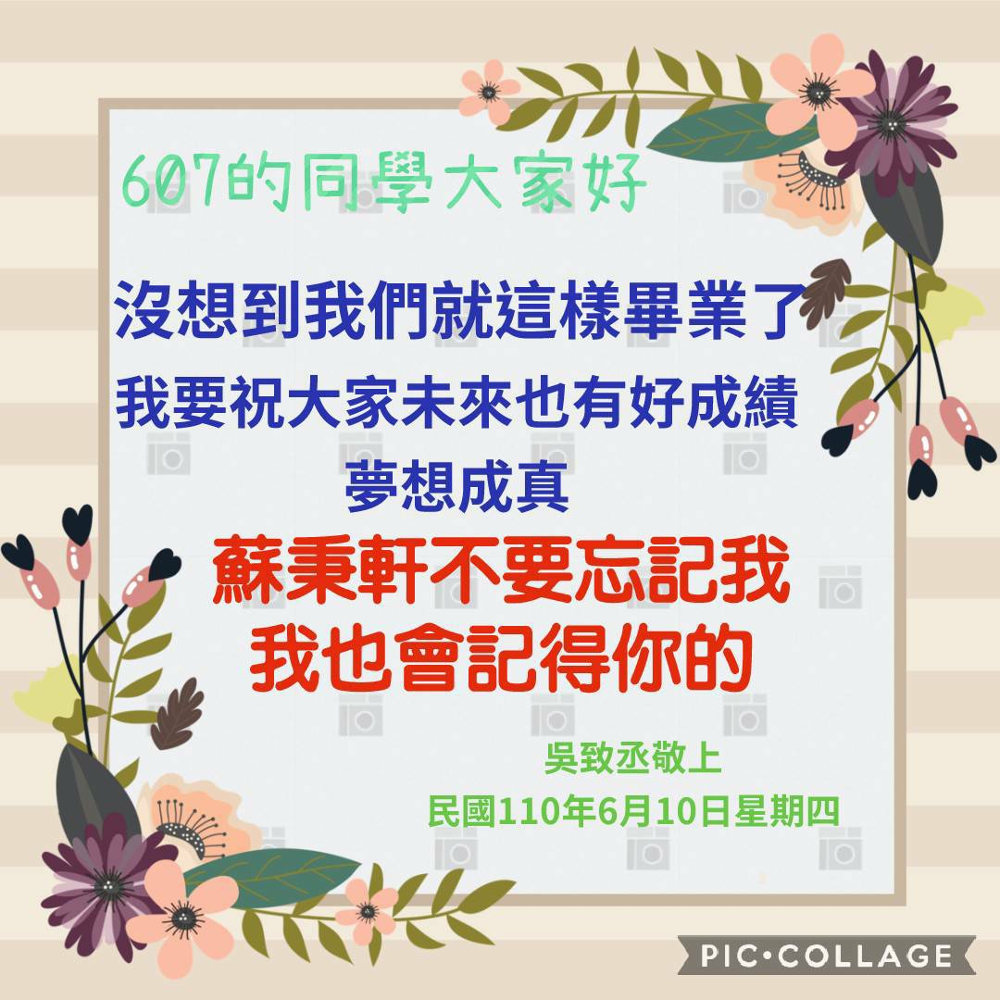 607的同學大家好
沒想到我們就這樣畢業了
我要祝大家未來也有好成績
夢想成真
蘇秉軒不要忘記我
我也會記得你的
吳致丞敬上
民國110年6月10日星期四
PIC•COLLAGE